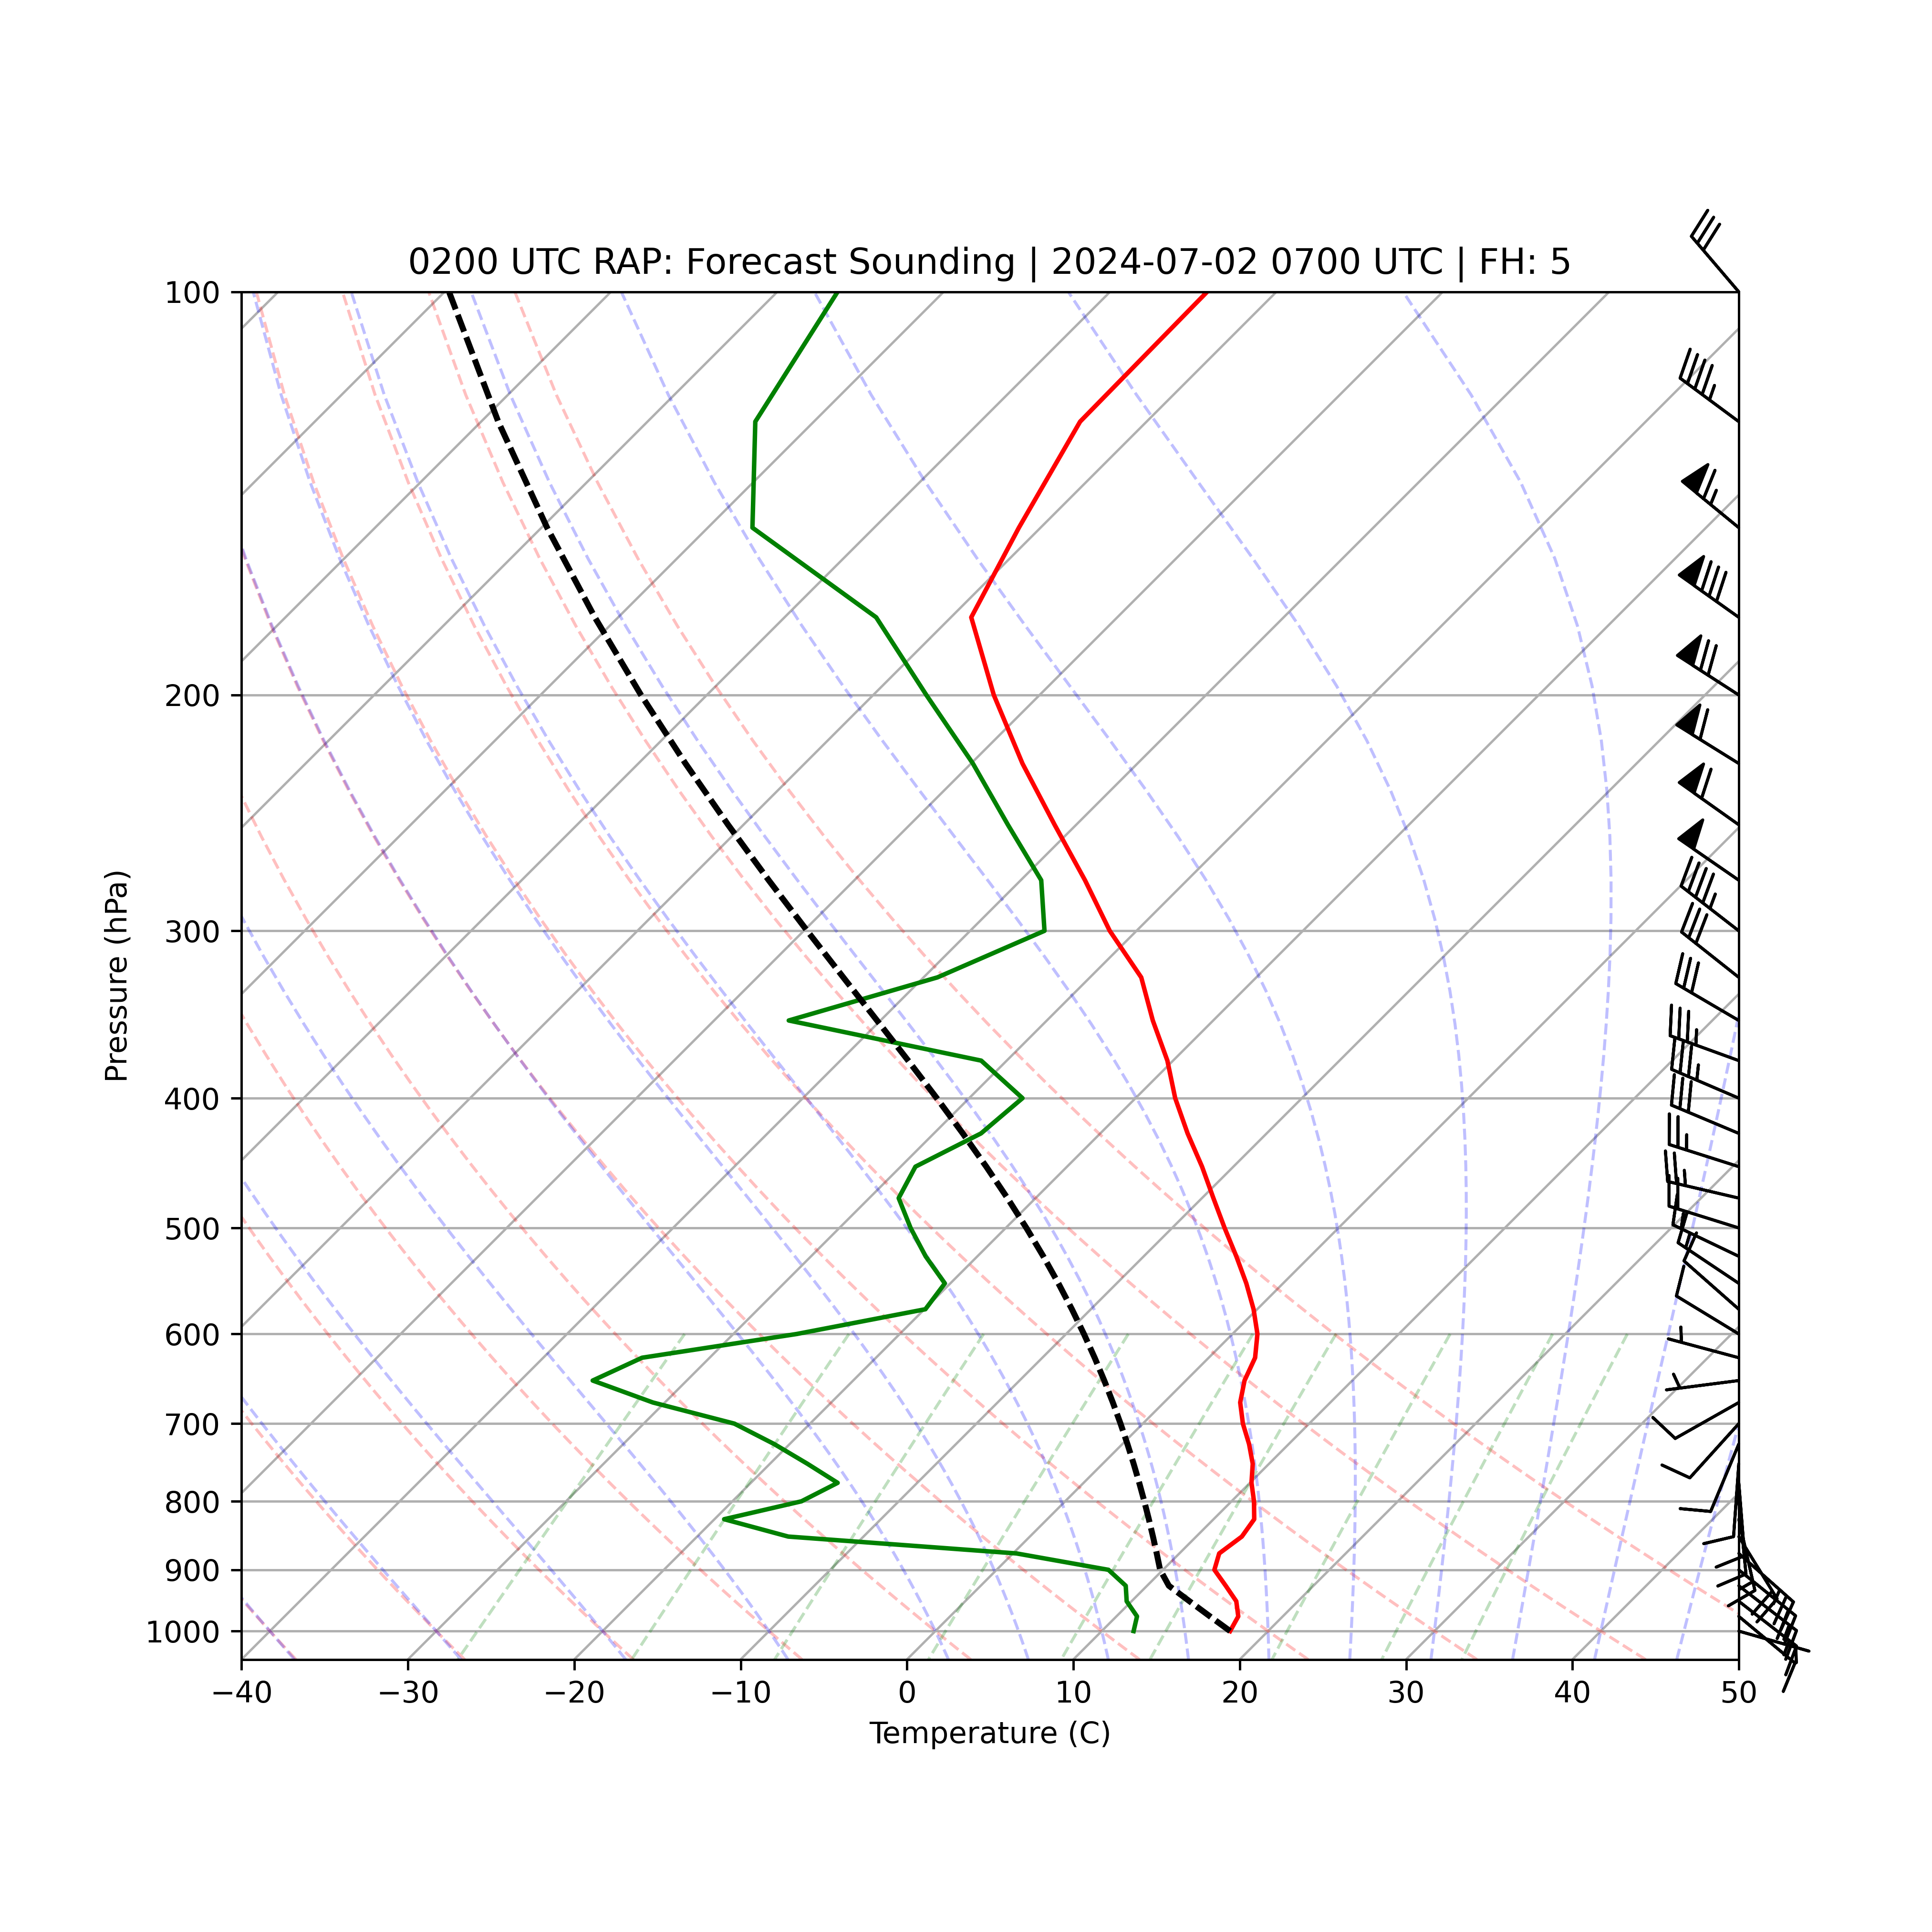 0200 UTC RAP: Forecast Sounding | 2024-07-02 0700 UTC | FH: 5
100
200
300
400
500
600
700
800
900
1000
Pressure (hPa)
−40 −30 −20 −10 0 10 20 30 40 50
Temperature (C)